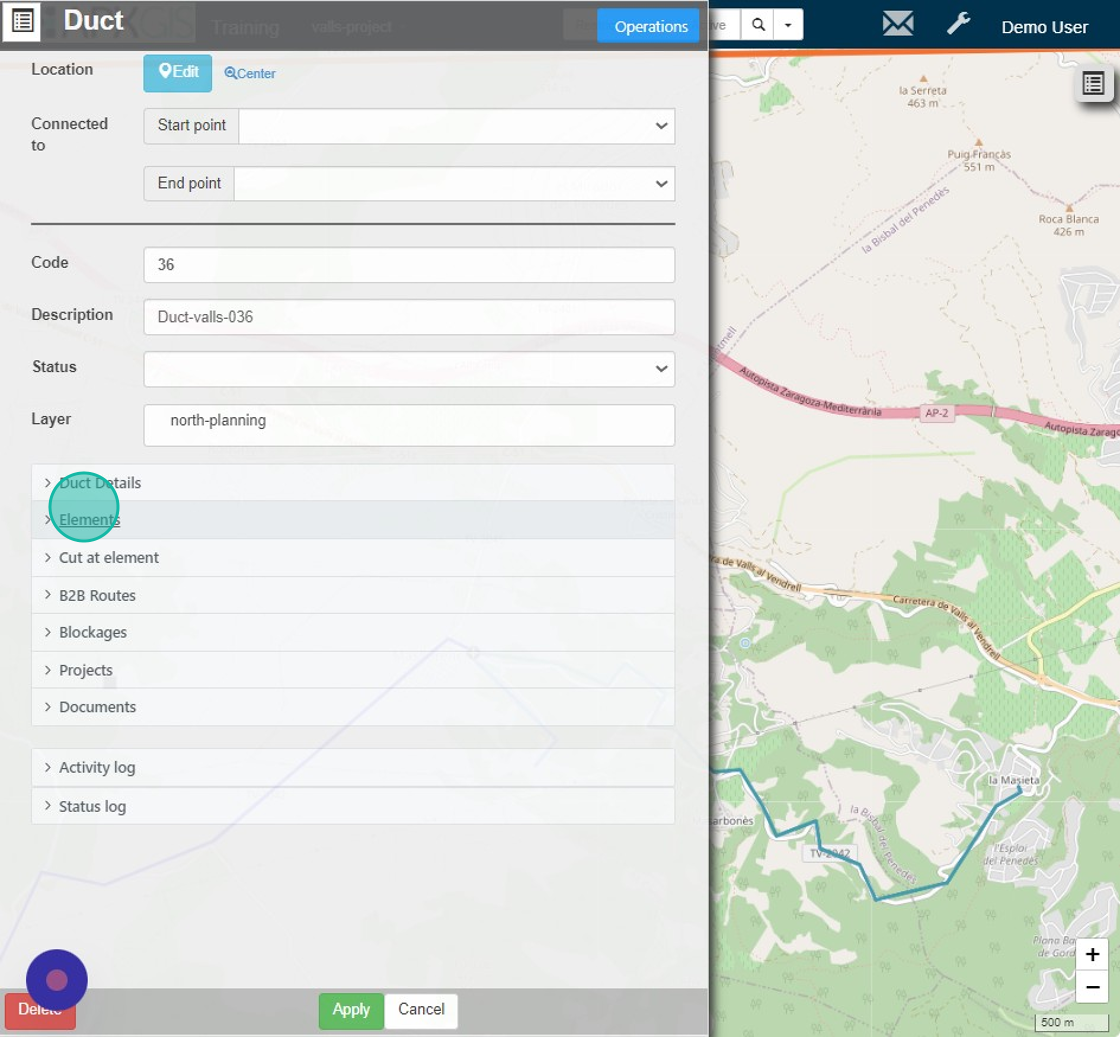 Duct
Training
valls-project
Operations
Demo User
Location
Edit
Center
Connected
to
Start point
End point
Code
36
Description
Duct-valls-036
Status
Layer
north-planning
Duct Details
Elements
Cut at element
B2B Routes
Blockages
Projects
Documents
Activity log
Status log
Delete
Apply
Cancel
la Serreta
463 m
Puig Francàs
551 m
Roca Blanca
426 m
la Bisbal del Penedès
Autopista Zaragoza-Mediterrània
AP-2
Autopista Zarag
ra de Valls al Vendrell
Carretera de Valls al Vendrell
la Masieta
arbonès
TV-2042
la Bisbal del Penedès
l'Esplai
del Penedès
Plana Ba
de Gord
+
−
500 m